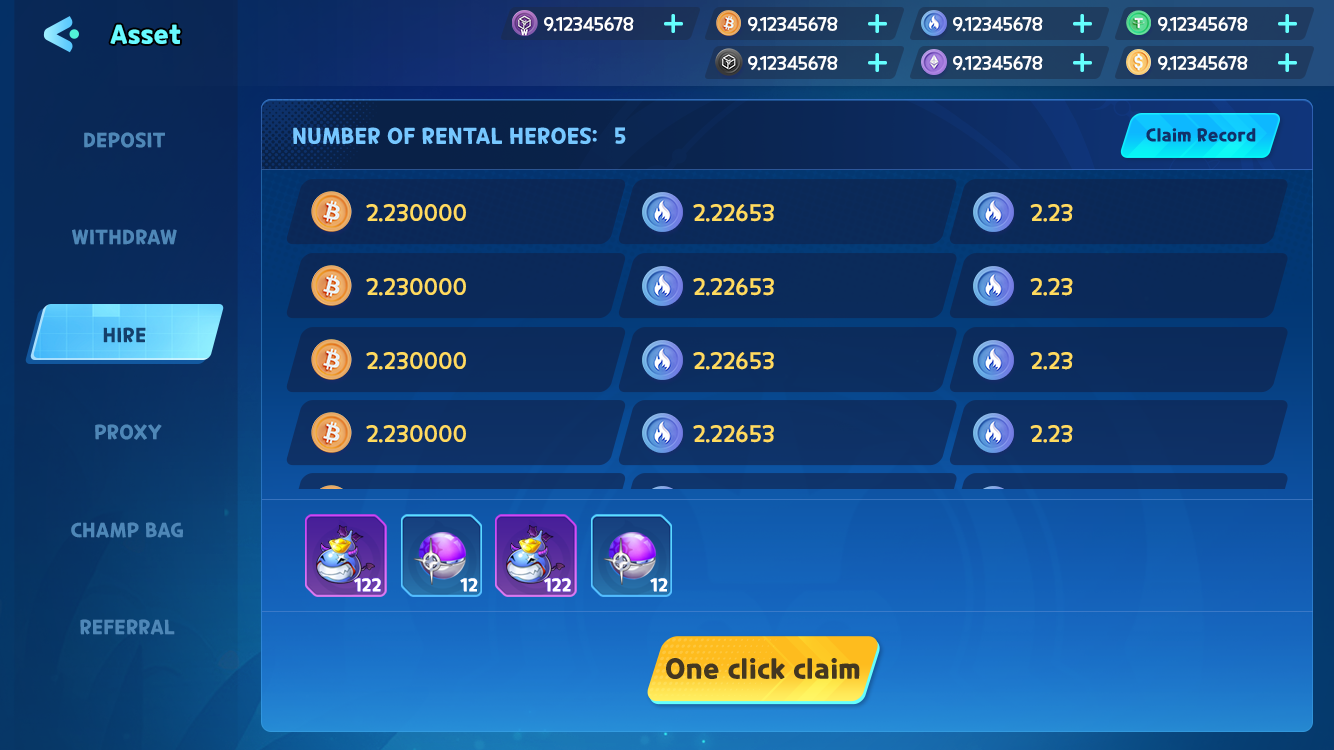 Asset
9.12345678
9.12345678
9.12345678
9.12345678
9.12345678
9.12345678
9.12345678
DEPOSIT
WITHDRAW
HIRE
PROXY
CHAMP BAG
REFERRAL
NUMBER OF RENTAL HEROES: 5
Claim Record
2.230000 2.22653 2.23
2.230000 2.22653 2.23
2.230000 2.22653 2.23
2.230000 2.22653 2.23
122 12 122 12
One click claim